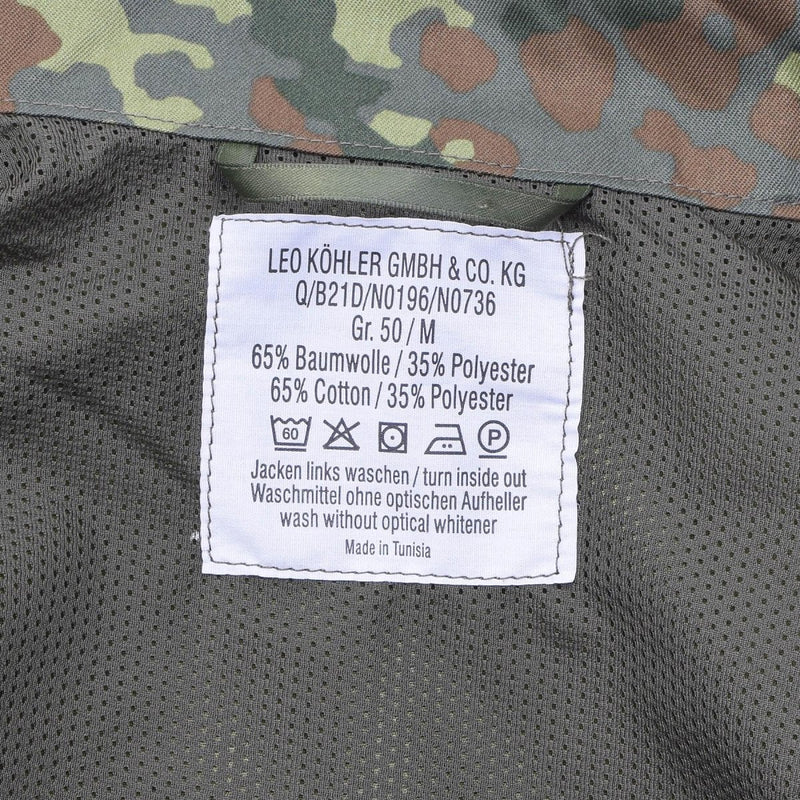 LEO KÖHLER GMBH & CO. KG
Q/B21D/N0196/N0736
Gr. 50 / M
65% Baumwolle / 35% Polyester
65% Cotton / 35% Polyester
60 P
Jacken links waschen / turn inside out
Waschmittel ohne optischen Aufheller
wash without optical whitener
Made in Tunisia